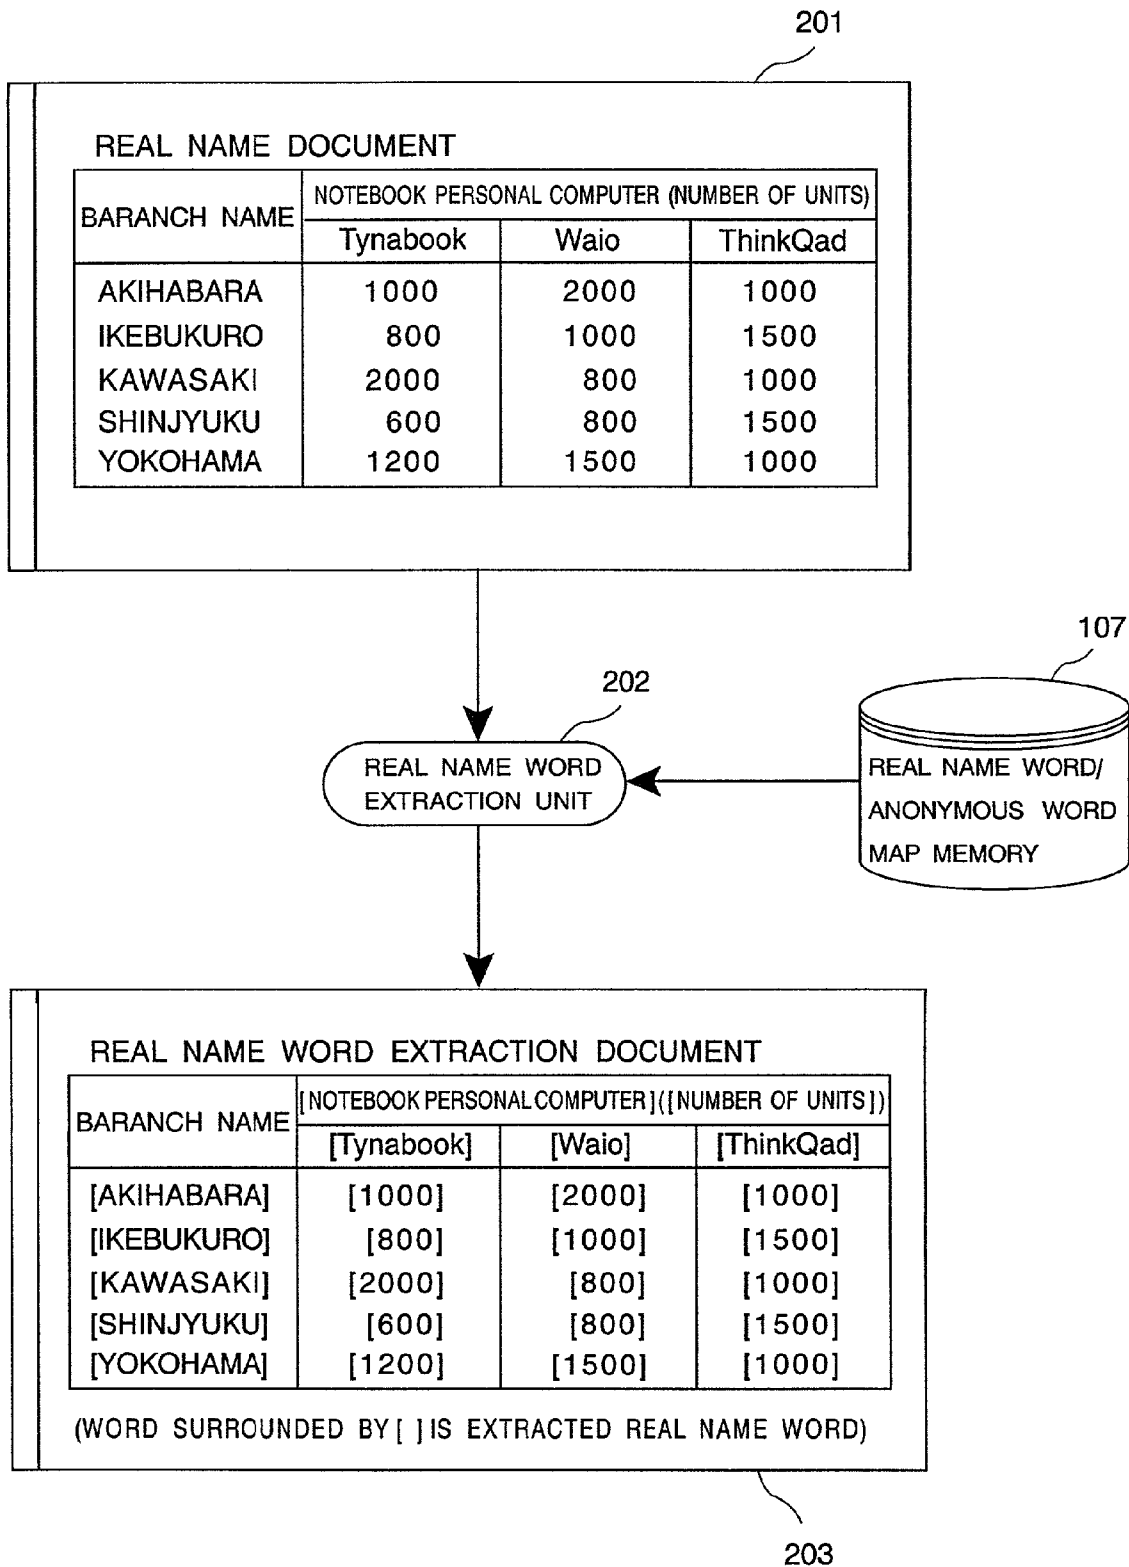 201
REAL NAME DOCUMENT
BARANCH NAME
NOTEBOOK PERSONAL COMPUTER (NUMBER OF UNITS)
Tynabook Waio ThinkQad
AKIHABARA 1000 2000 1000
IKEBUKURO 800 1000 1500
KAWASAKI 2000 800 1000
SHINJYUKU 600 800 1500
YOKOHAMA 1200 1500 1000
107
202
REAL NAME WORD
EXTRACTION UNIT
REAL NAME WORD/
ANONYMOUS WORD
MAP MEMORY
REAL NAME WORD EXTRACTION DOCUMENT
BARANCH NAME
[NOTEBOOK PERSONAL COMPUTER]([NUMBER OF UNITS])
[Tynabook] [Waio] [ThinkQad]
[AKIHABARA] [1000] [2000] [1000]
[IKEBUKURO] [800] [1000] [1500]
[KAWASAKI] [2000] [800] [1000]
[SHINJYUKU] [600] [800] [1500]
[YOKOHAMA] [1200] [1500] [1000]
(WORD SURROUNDED BY [ ] IS EXTRACTED REAL NAME WORD)
203